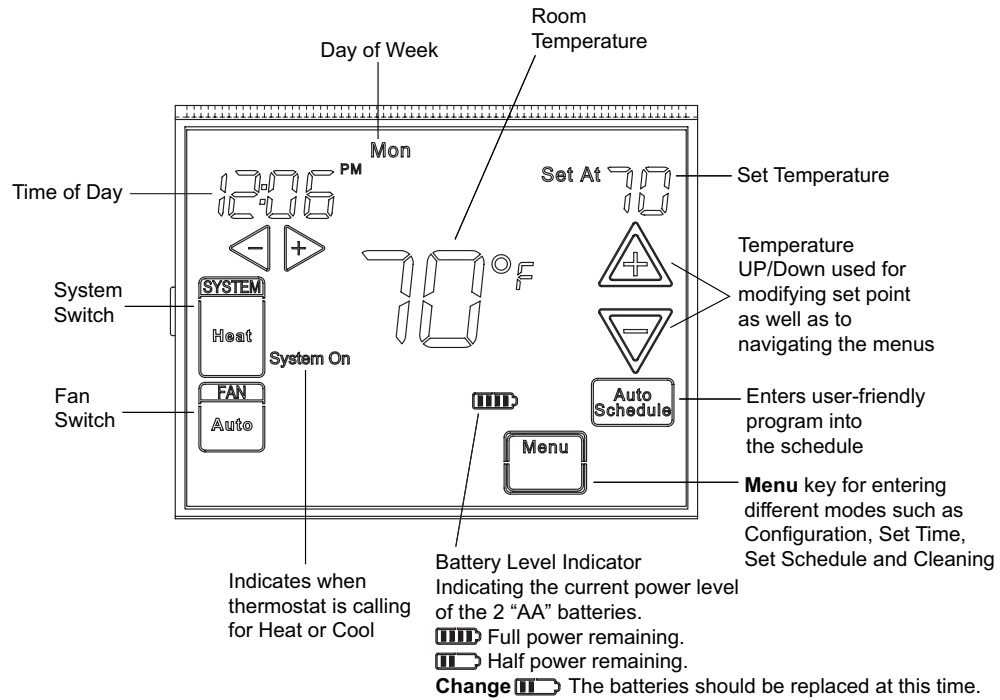 Room
Temperature
Day of Week
Mon
12:06 PM
Time of Day
Set At 70
Set Temperature
70°F
Temperature
UP/Down used for
modifying set point
as well as to
navigating the menus
- +
+
-
System
Switch
SYSTEM
Heat
System On
Fan
Switch
FAN
Auto
Auto
Schedule
Enters user-friendly
program into
the schedule
Menu
Menu key for entering
different modes such as
Configuration, Set Time,
Set Schedule and Cleaning
Indicates when
thermostat is calling
for Heat or Cool
Battery Level Indicator
Indicating the current power level
of the 2 “AA” batteries.
Full power remaining.
Half power remaining.
Change The batteries should be replaced at this time.